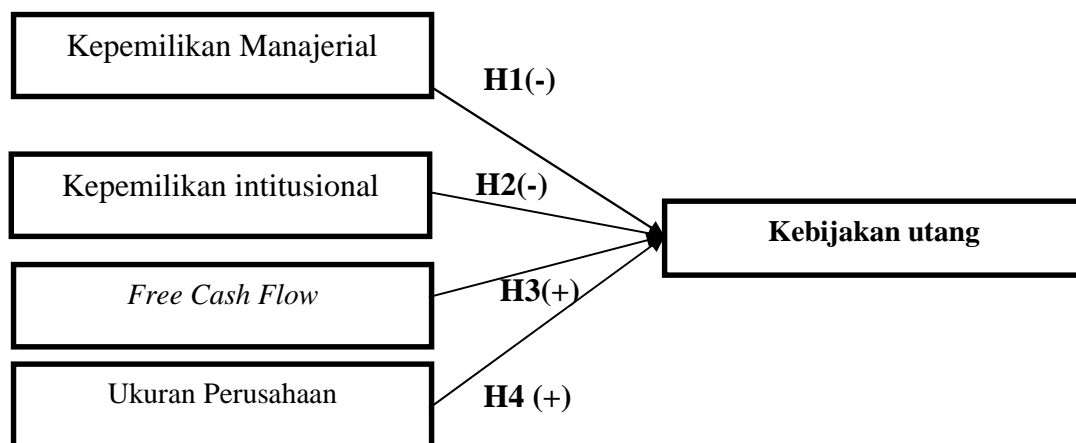 Kepemilikan Manajerial
H1(-)
Kepemilikan intitusional
H2(-)
Kebijakan utang
Free Cash Flow
H3(+)
Ukuran Perusahaan
H4 (+)